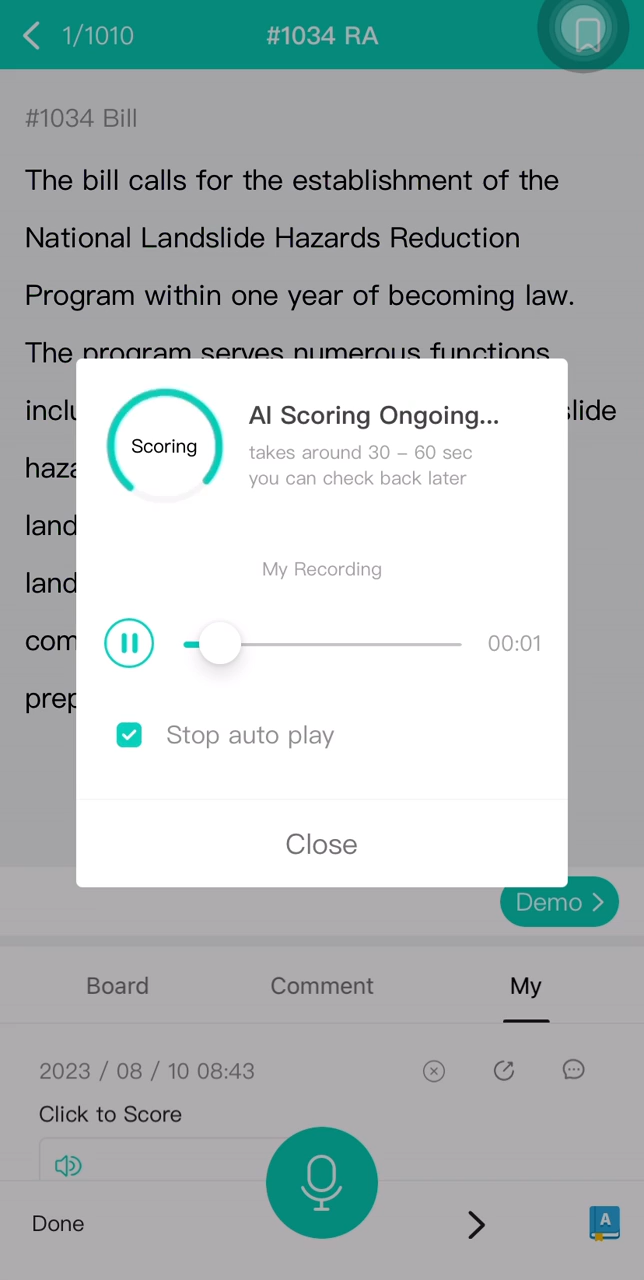 1/1010
#1034 RA
#1034 Bill
The bill calls for the establishment of the
National Landslide Hazards Reduction
Program within one year of becoming law.
The program serves numerous functions,
Scoring
AI Scoring Ongoing...
takes around 30 – 60 sec
you can check back later
My Recording
00:01
Stop auto play
Close
Demo
Board
Comment
My
2023 / 08 / 10 08:43
Click to Score
Done
A